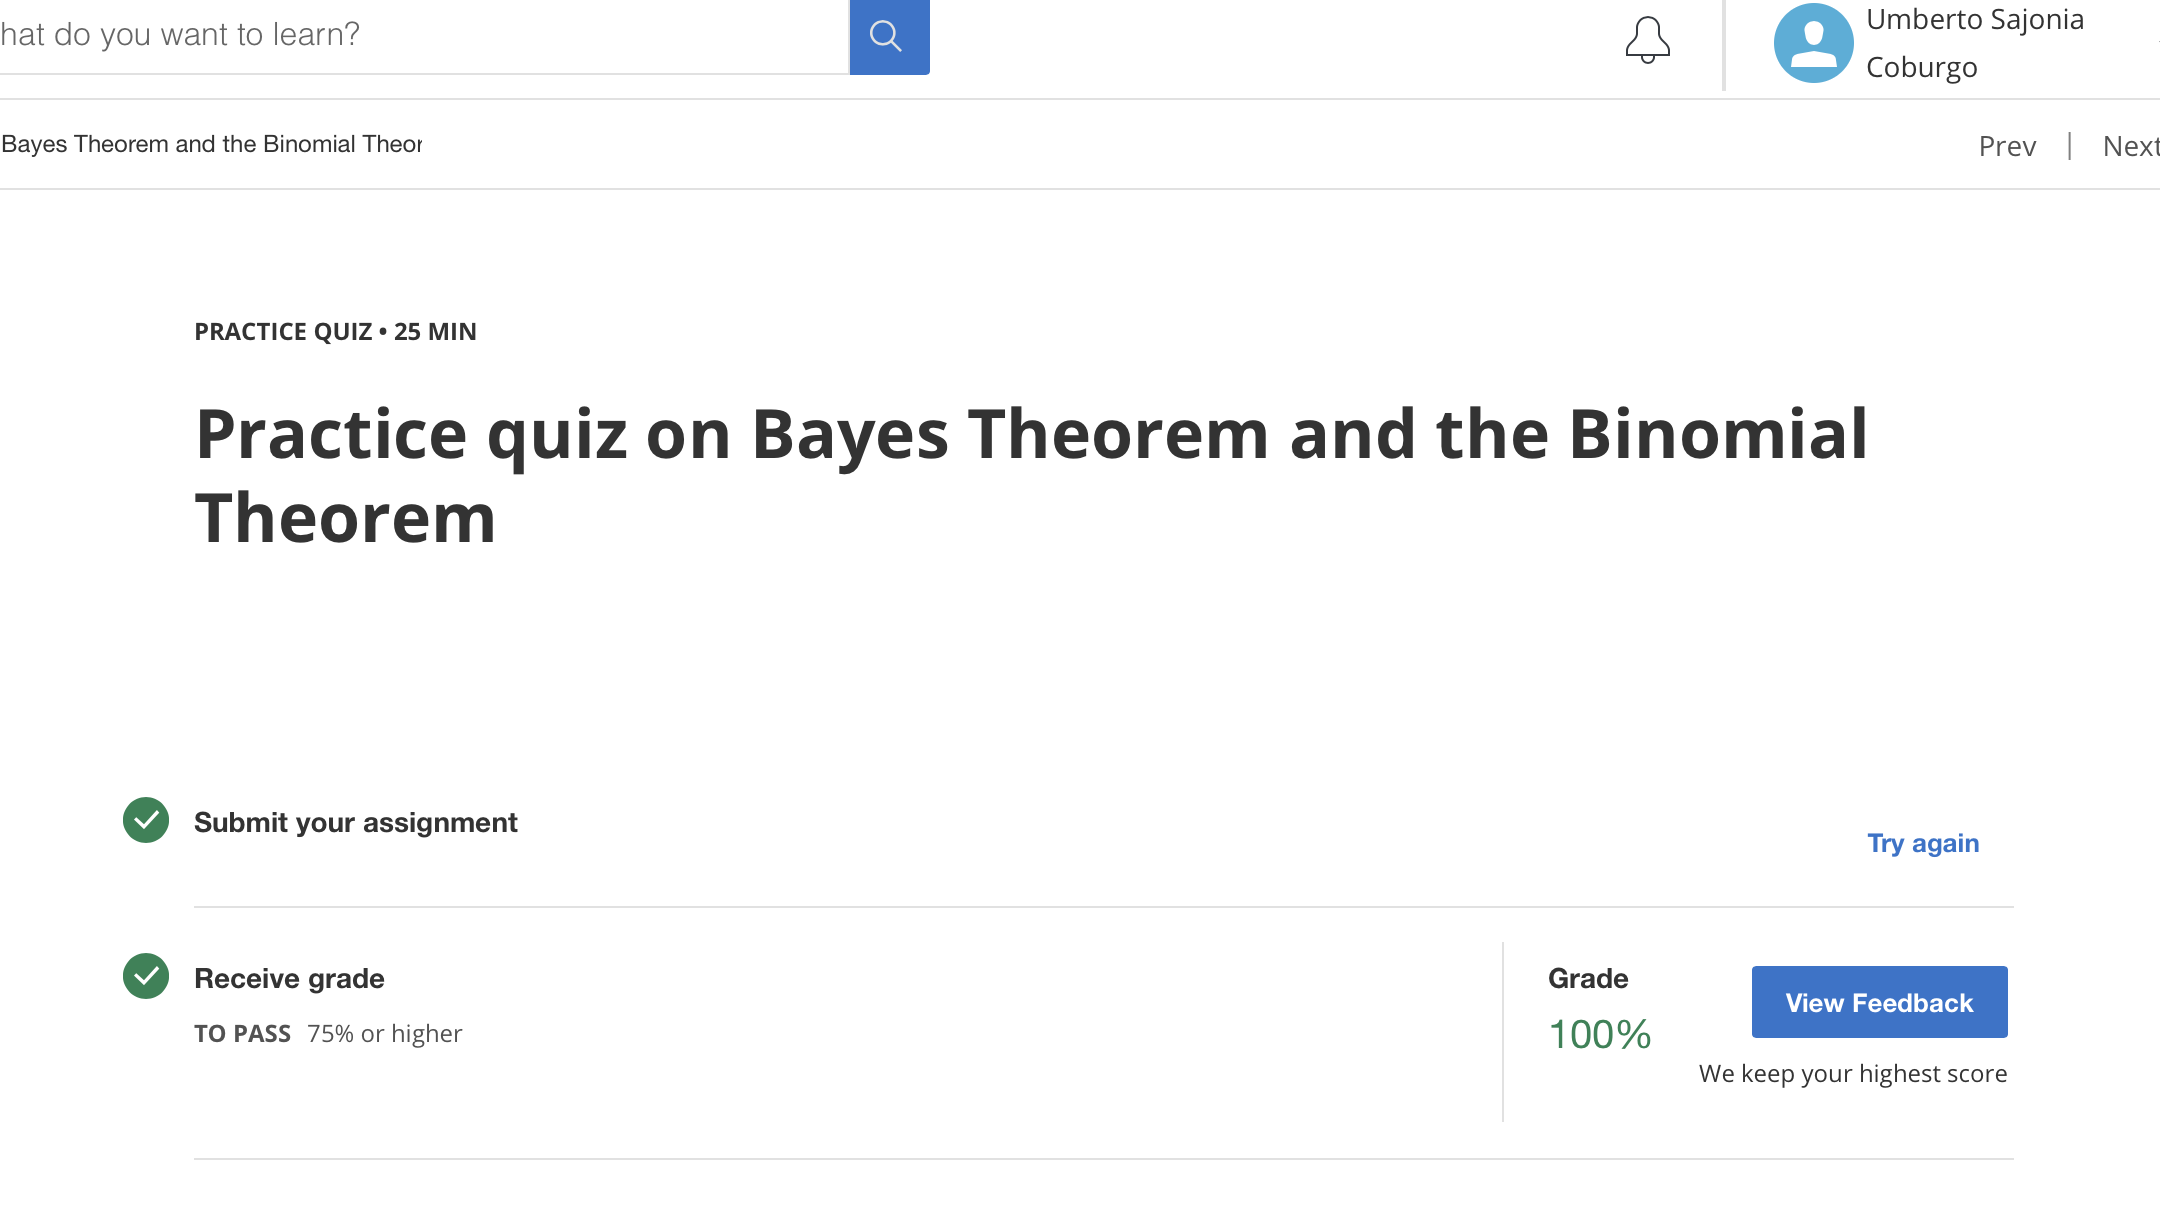 hat do you want to learn?
Umberto Sajonia
Coburgo
Bayes Theorem and the Binomial Theor
Prev | Next
PRACTICE QUIZ • 25 MIN
Practice quiz on Bayes Theorem and the Binomial
Theorem
Submit your assignment
Try again
Receive grade
TO PASS 75% or higher
Grade
100%
View Feedback
We keep your highest score